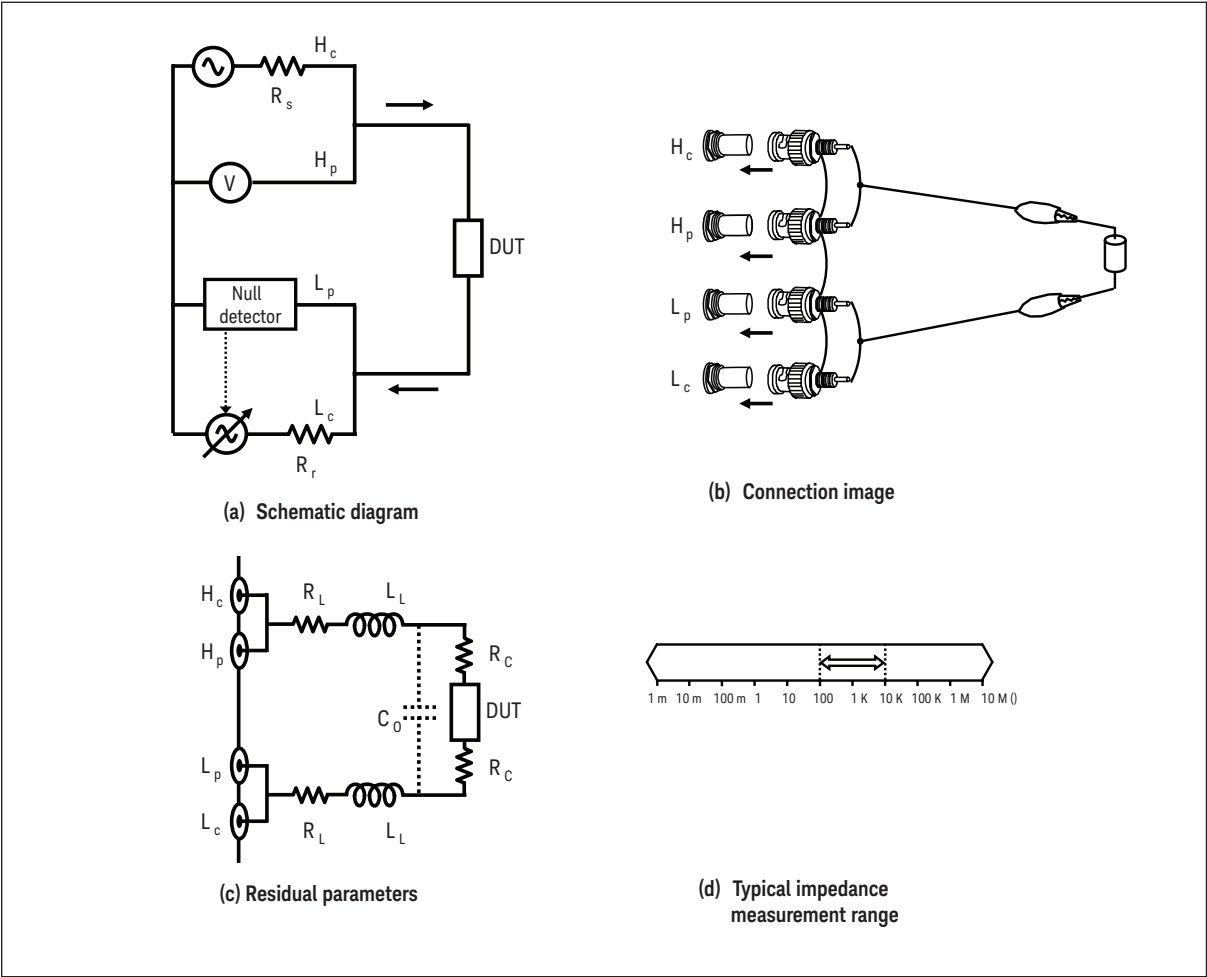 H c
R s
H p
V
DUT
L p
Null
detector
L c
R r
(a) Schematic diagram
H c
H p
L p
L c
(b) Connection image
H c
R L
L L
H p
R C
C O
DUT
L p
R C
L c
R L
L L
(c) Residual parameters
1 m 10 m 100 m 1 10 100 1 K 10 K 100 K 1 M 10 M ()
(d) Typical impedance
measurement range